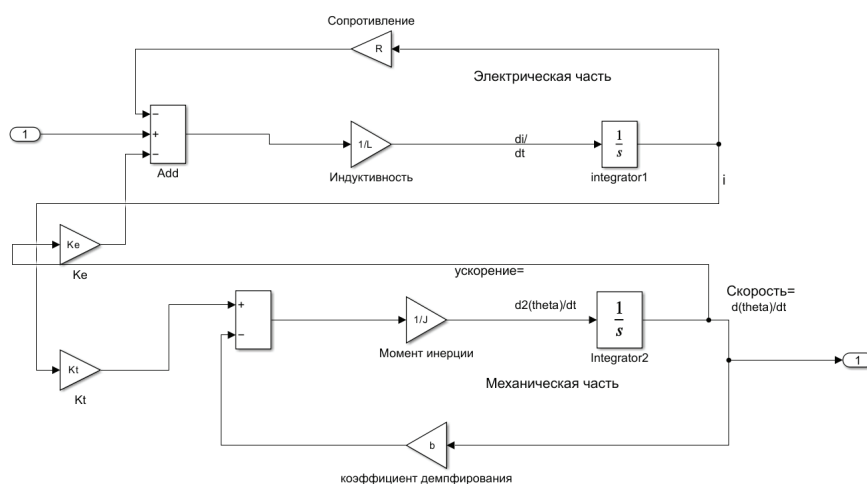 Сопротивление
R
Электрическая часть
1
−
+
−
Add
1/L
Индуктивность
di/
dt
1
s
integrator1
i
Ke
Ke
ускорение=
Скорость=
d(theta)/dt
+
−
1/J
Момент инерции
d2(theta)/dt
1
s
Integrator2
1
Механическая часть
Kt
Kt
b
коэффициент демпфирования